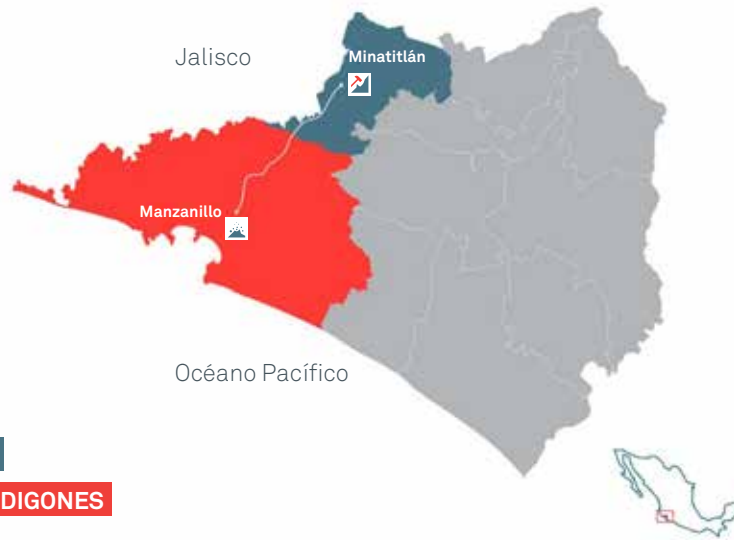 Jalisco
Minatitlán
Manzanillo
Océano Pacífico
DIGONES